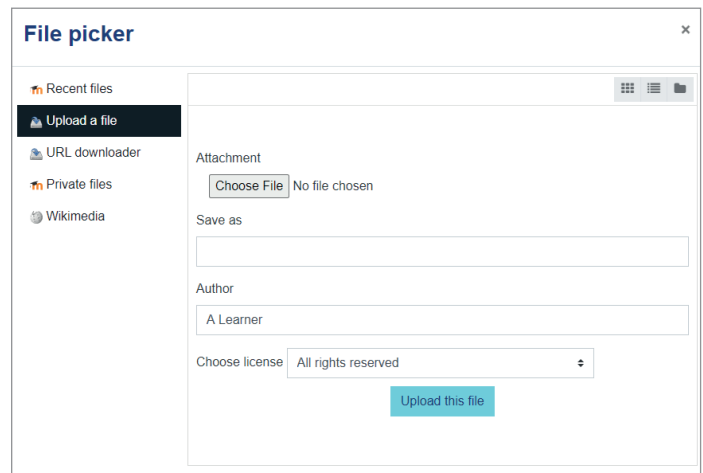 File picker
×
Recent files
Upload a file
URL downloader
Private files
Wikimedia
Attachment
Choose File No file chosen
Save as
Author
A Learner
Choose license All rights reserved
Upload this file